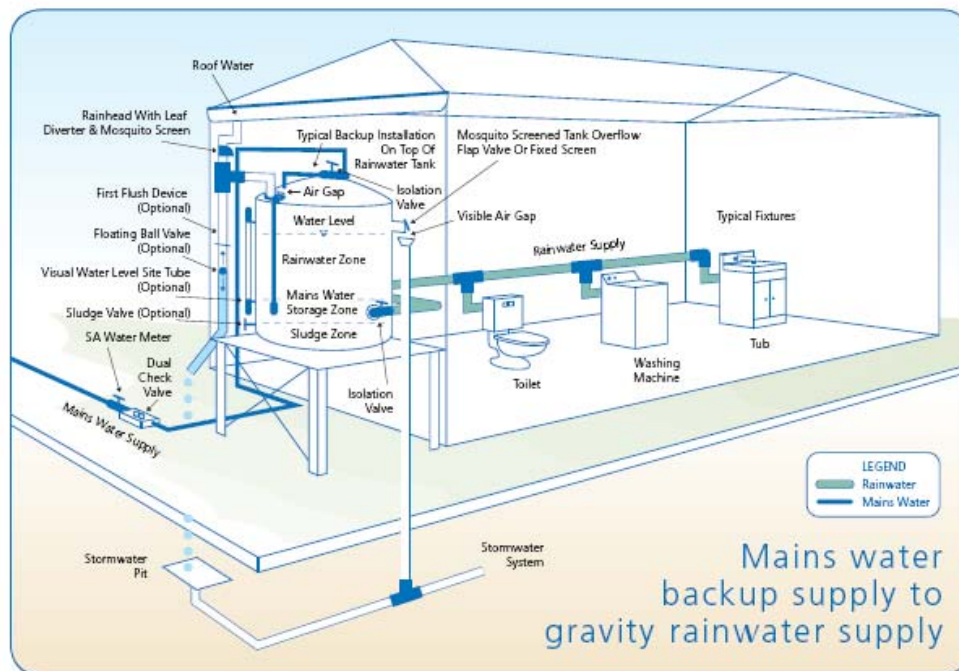 Roof Water
Rainhead With Leaf
Diverter & Mosquito Screen
Typical Backup Installation
On Top Of
Rainwater Tank
Mosquito Screened Tank Overflow
Flap Valve Or Fixed Screen
Isolation
Valve
Air Gap
First Flush Device
(Optional)
Water Level
Visible Air Gap
Typical Fixtures
Floating Ball Valve
(Optional)
Rainwater Supply
Rainwater Zone
Visual Water Level Site Tube
(Optional)
Mains Water
Storage Zone
Sludge Valve (Optional)
Sludge Zone
SA Water Meter
Dual
Check
Valve
Isolation
Valve
Toilet
Washing
Machine
Tub
Mains Water Supply
LEGEND
Rainwater
Mains Water
Stormwater
Pit
Stormwater
System
Mains water
backup supply to
gravity rainwater supply